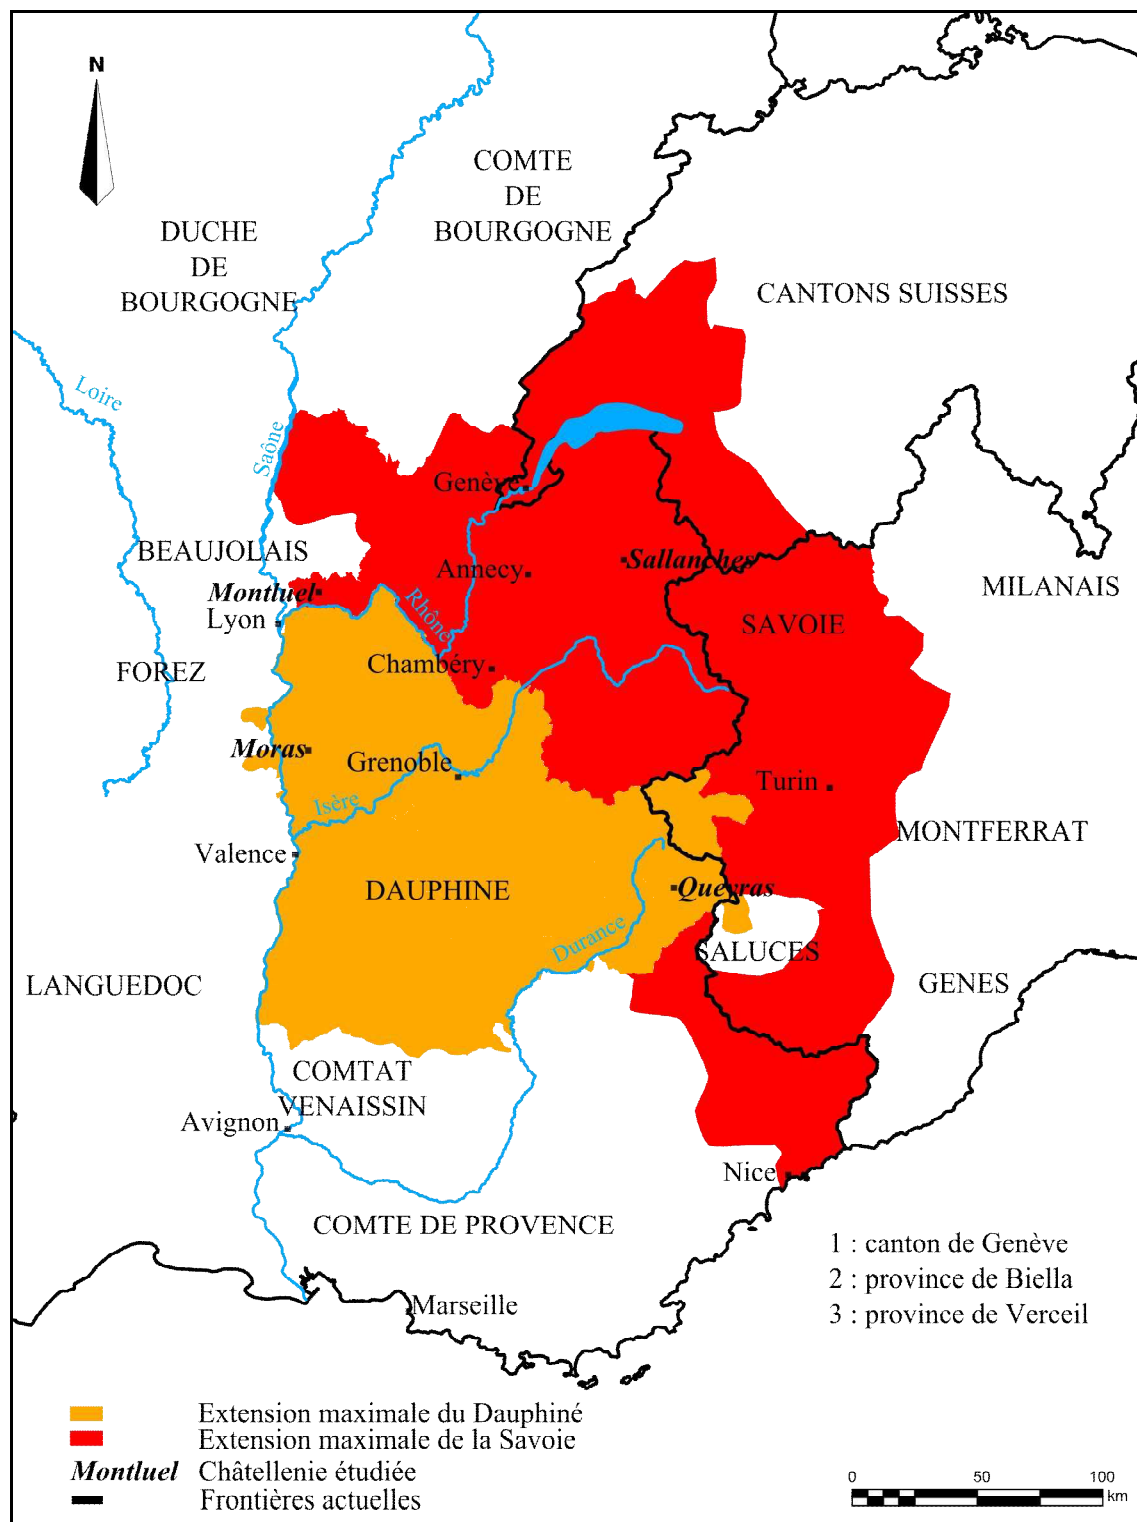 N
COMTE
DE
BOURGOGNE
DUCHE
DE
BOURGOGNE
CANTONS SUISSES
Loire
Saône
Genève
BEAUJOLAIS
Annecy
Sallanches
MILANAIS
Montluel
Rhône
Lyon
SAVOIE
FOREZ
Chambéry
Moras
Grenoble
Turin
Isère
MONTFERRAT
Valence
DAUPHINE
Queyras
Durance
SALUCES
LANGUEDOC
GENES
COMTAT
VENAISSIN
Avignon
Nice
COMTE DE PROVENCE
1 : canton de Genève
2 : province de Biella
3 : province de Verceil
Marseille
Extension maximale du Dauphiné
Extension maximale de la Savoie
Montluel Châtellenie étudiée
Frontières actuelles
0 50 100
km